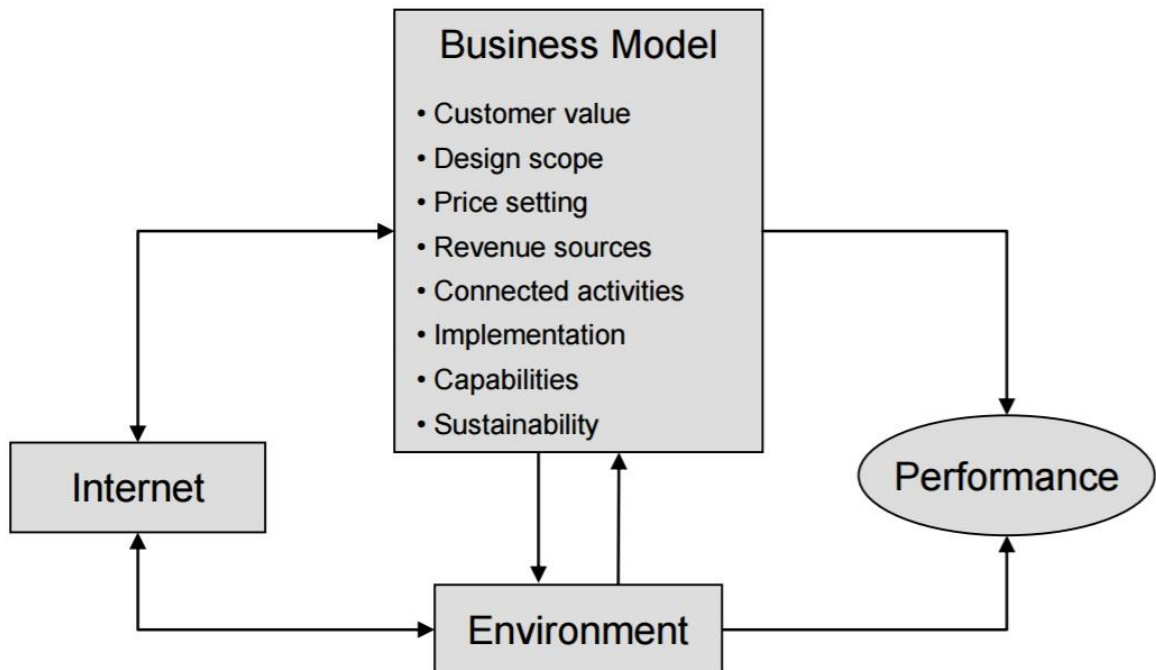 Business Model
• Customer value
• Design scope
• Price setting
• Revenue sources
• Connected activities
• Implementation
• Capabilities
• Sustainability
Internet
Performance
Environment